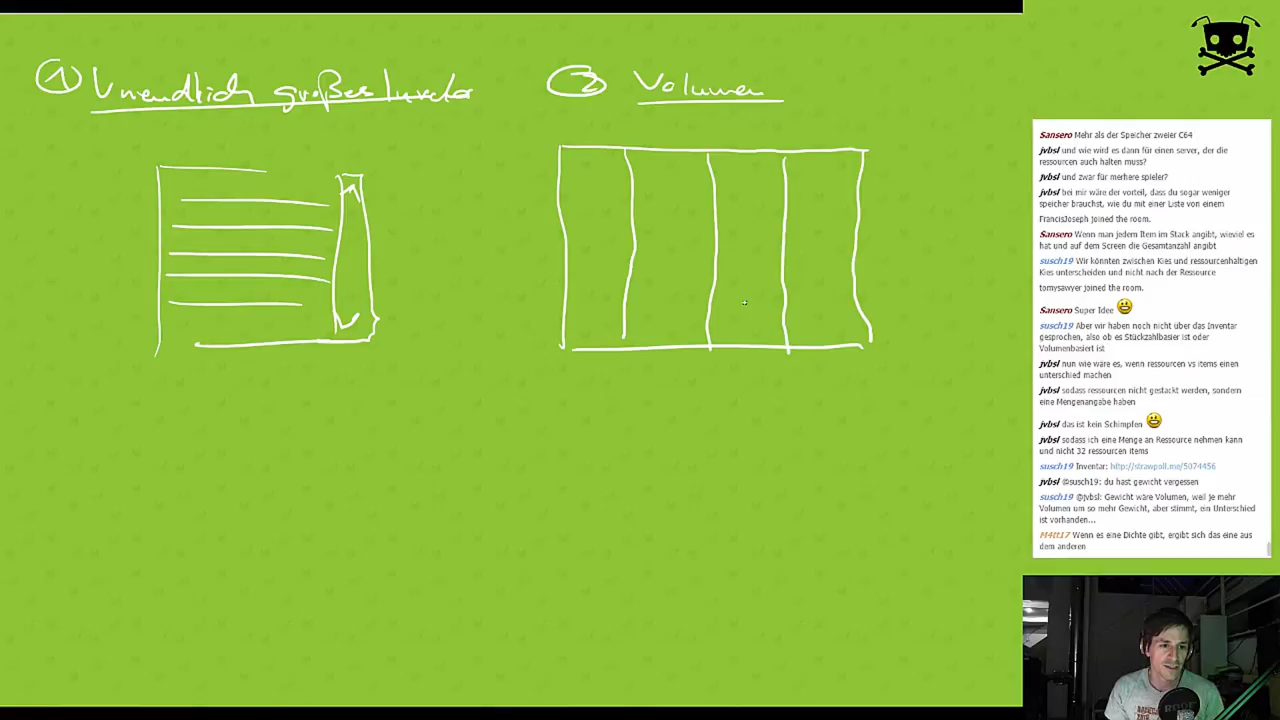 ① Unendlich großes Inventar
② Volumen
Sansero Mehr als der Speicher zweier C64
jvbsl und wie wird es dann für einen server, der die
ressourcen auch halten muss?
jvbsl und zwar für merhere spieler?
jvbsl bei mir wäre der vorteil, dass du sogar weniger
speicher brauchst, wie du mit einer Liste von einem
FrancisJoseph joined the room.
Sansero Wenn man jedem Item im Stack angibt, wieviel es
hat und auf dem Screen die Gesamtanzahl angibt
susch19 Wir könnten zwischen Kies und ressourcenhältigen
Kies unterscheiden und nicht nach der Ressource
tomysawyer joined the room.
Sansero Super Idee
susch19 Aber wir haben noch nicht über das Inventar
gesprochen, also ob es Stückzahlbasier ist oder
Volumenbasiert ist
jvbsl nun wie wäre es, wenn ressourcen vs items einen
unterschied machen
jvbsl sodass ressourcen nicht gestackt werden, sondern
eine Mengenangabe haben
jvbsl das ist kein Schimpfen
jvbsl sodass ich eine Menge an Ressource nehmen kann
und nicht 32 ressourcen items
susch19 Inventar: http://strawpoll.me/5074456
jvbsl @susch19: du hast gewicht vergessen
susch19 @jvbsl: Gewicht wäre Volumen, weil je mehr
Volumen um so mehr Gewicht, aber stimmt, ein Unterschied
ist vorhanden...
M4tt17 Wenn es eine Dichte gibt, ergibt sich das eine aus
dem anderen